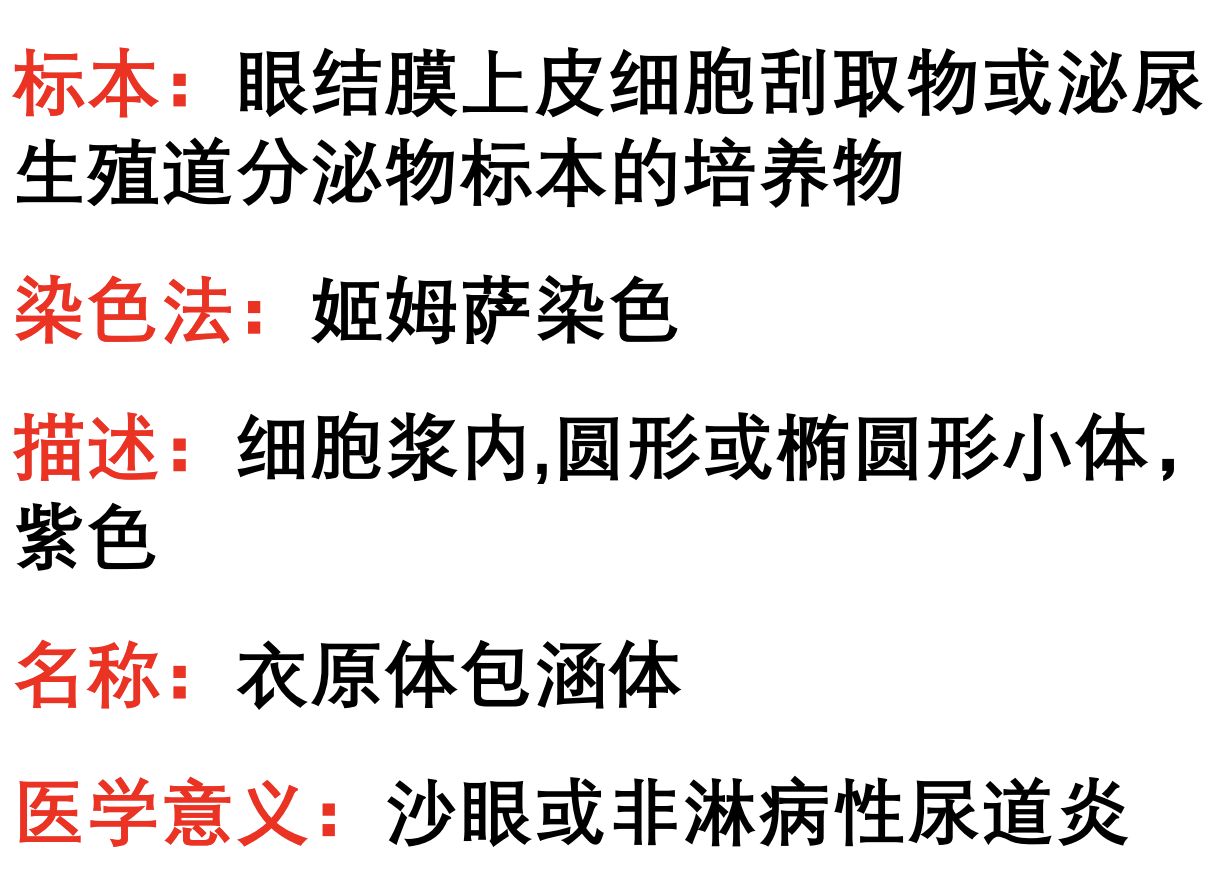 标本：眼结膜上皮细胞刮取物或泌尿
生殖道分泌物标本的培养物
染色法：姬姆萨染色
描述：细胞浆内,圆形或椭圆形小体，
紫色
名称：衣原体包涵体
医学意义：沙眼或非淋病性尿道炎